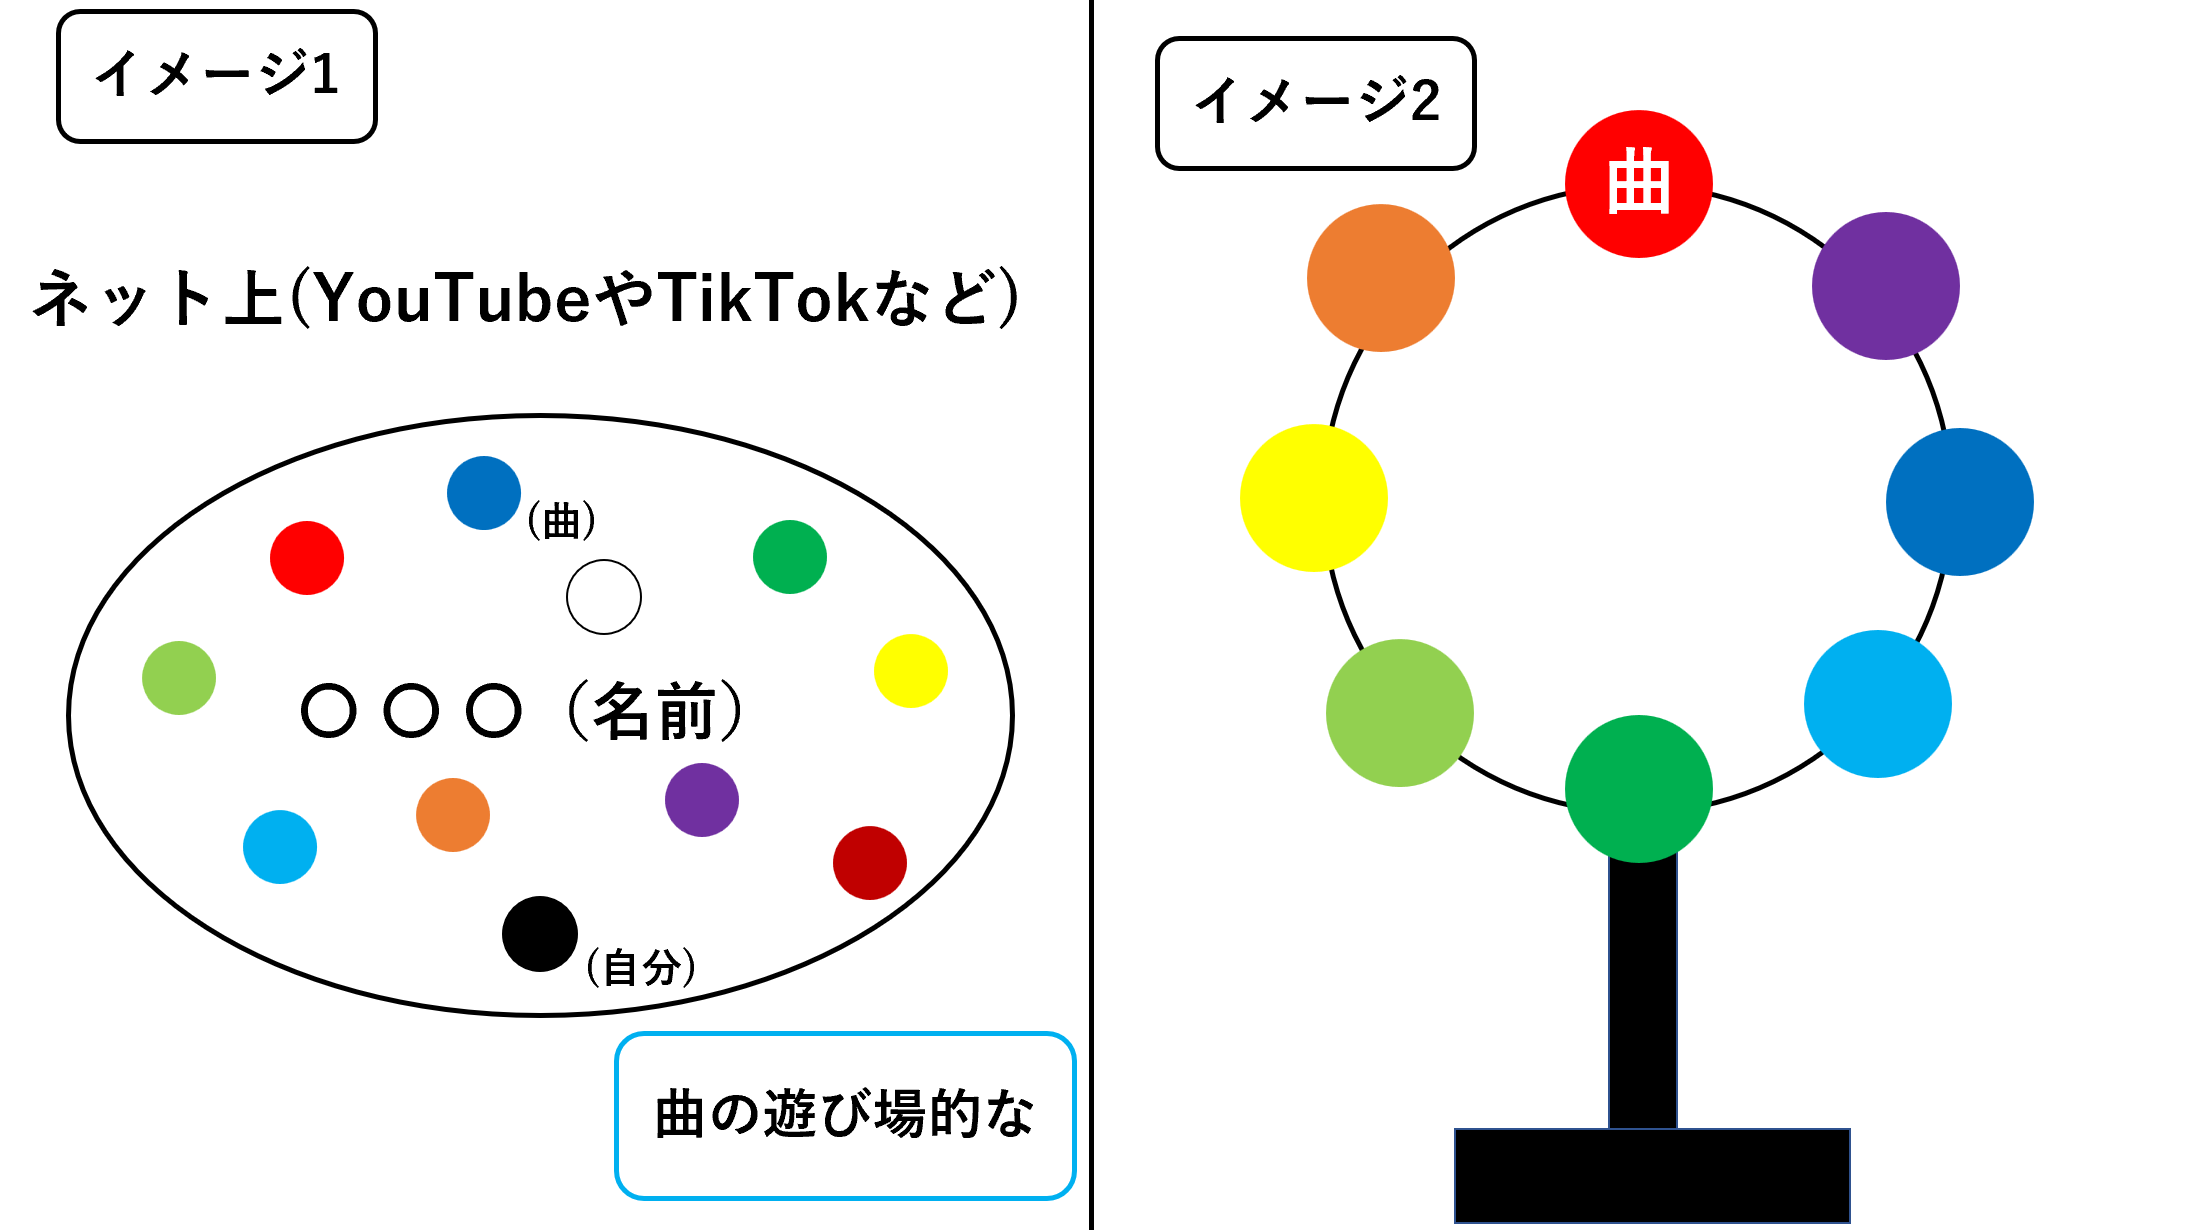 イメージ1
ネット上(YouTubeやTikTokなど)
(曲)
○○○（名前）
(自分)
曲の遊び場的な
イメージ2
曲